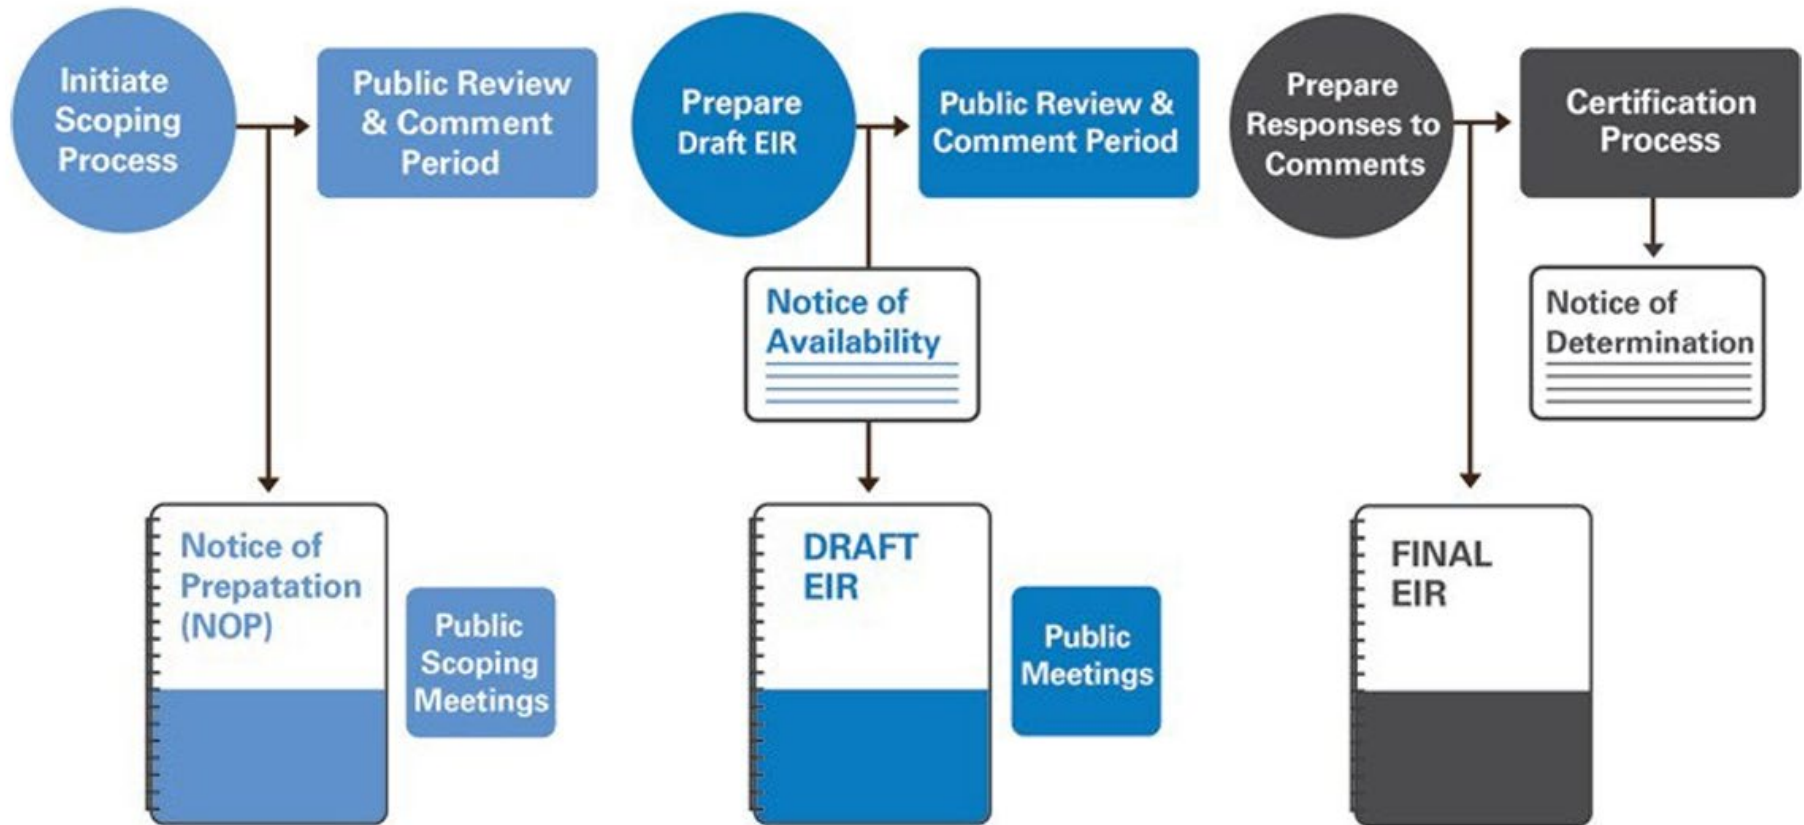 Initiate
Scoping
Process
Public Review
& Comment
Period
Notice of
Prepatation
(NOP)
Public
Scoping
Meetings
Prepare
Draft EIR
Public Review &
Comment Period
Notice of
Availability
DRAFT
EIR
Public
Meetings
Prepare
Responses to
Comments
Certification
Process
Notice of
Determination
FINAL
EIR